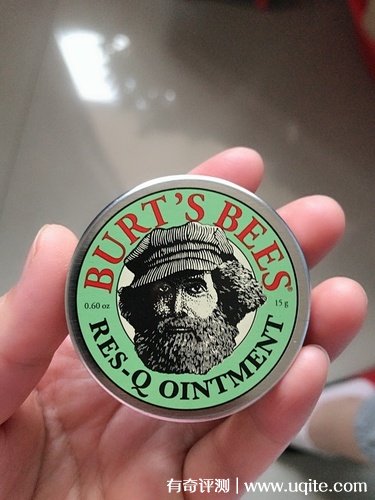 BURT'S BEES®
0.60 oz
15 g
RES-Q OINTMENT
有奇评测 | www.uqite.com